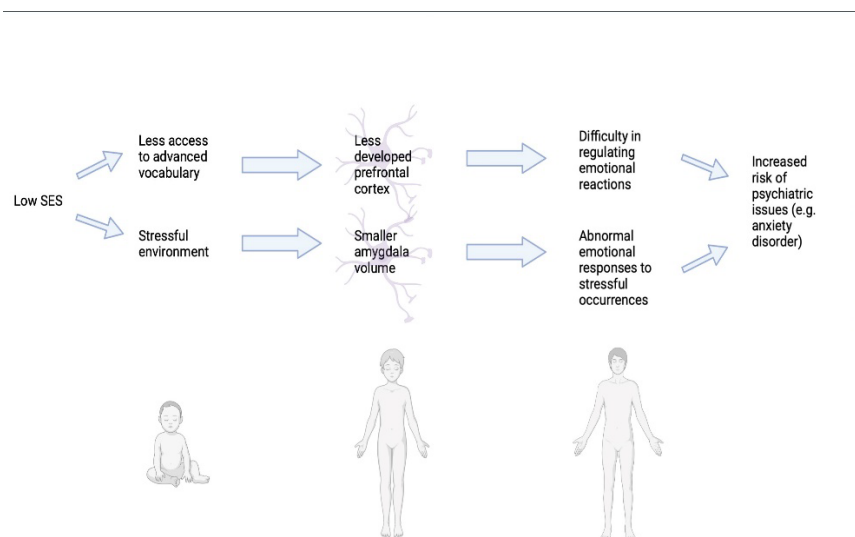 Low SES
Less access
to advanced
vocabulary
Less
developed
prefrontal
cortex
Difficulty in
regulating
emotional
reactions
Stressful
environment
Smaller
amygdala
volume
Abnormal
emotional
responses to
stressful
occurrences
Increased
risk of
psychiatric
issues (e.g.
anxiety
disorder)